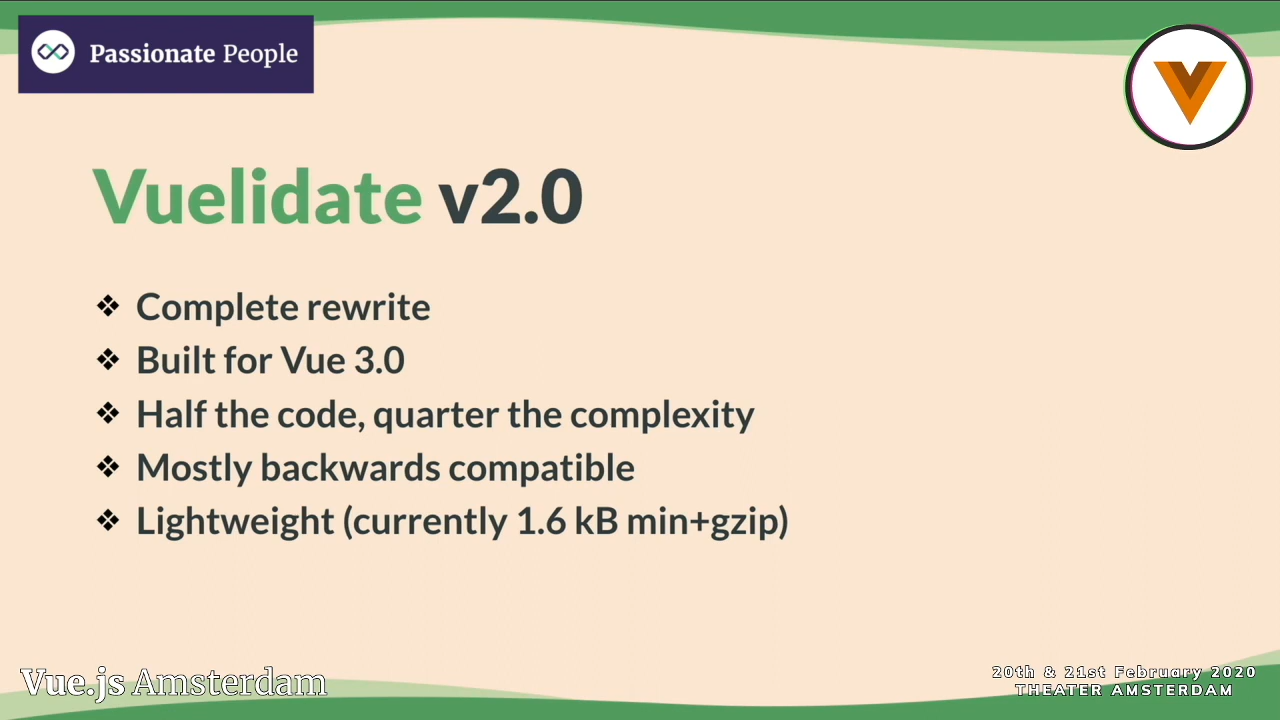 Passionate People
Vuelidate v2.0
❖ Complete rewrite
❖ Built for Vue 3.0
❖ Half the code, quarter the complexity
❖ Mostly backwards compatible
❖ Lightweight (currently 1.6 kB min+gzip)
Vue.js Amsterdam
20th & 21st February 2020
THEATER AMSTERDAM